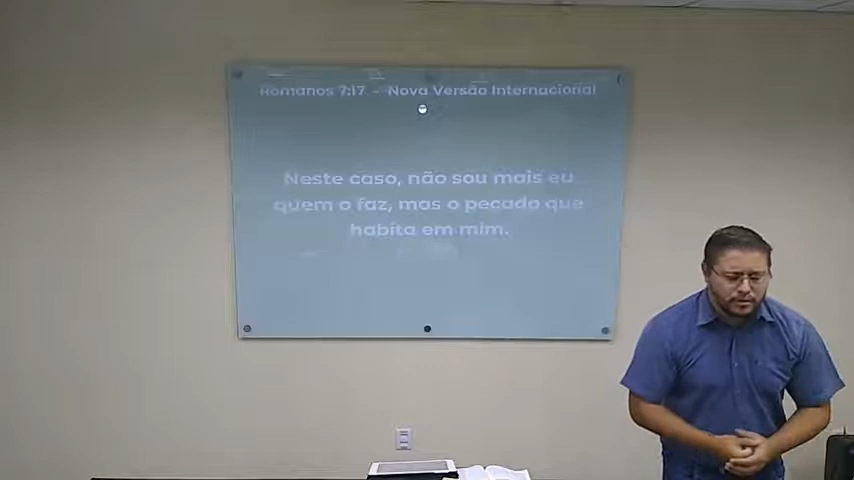 Romanos 7:17 - Nova Versão Internacional
Neste caso, não sou mais eu
quem o faz, mas o pecado que
habita em mim.